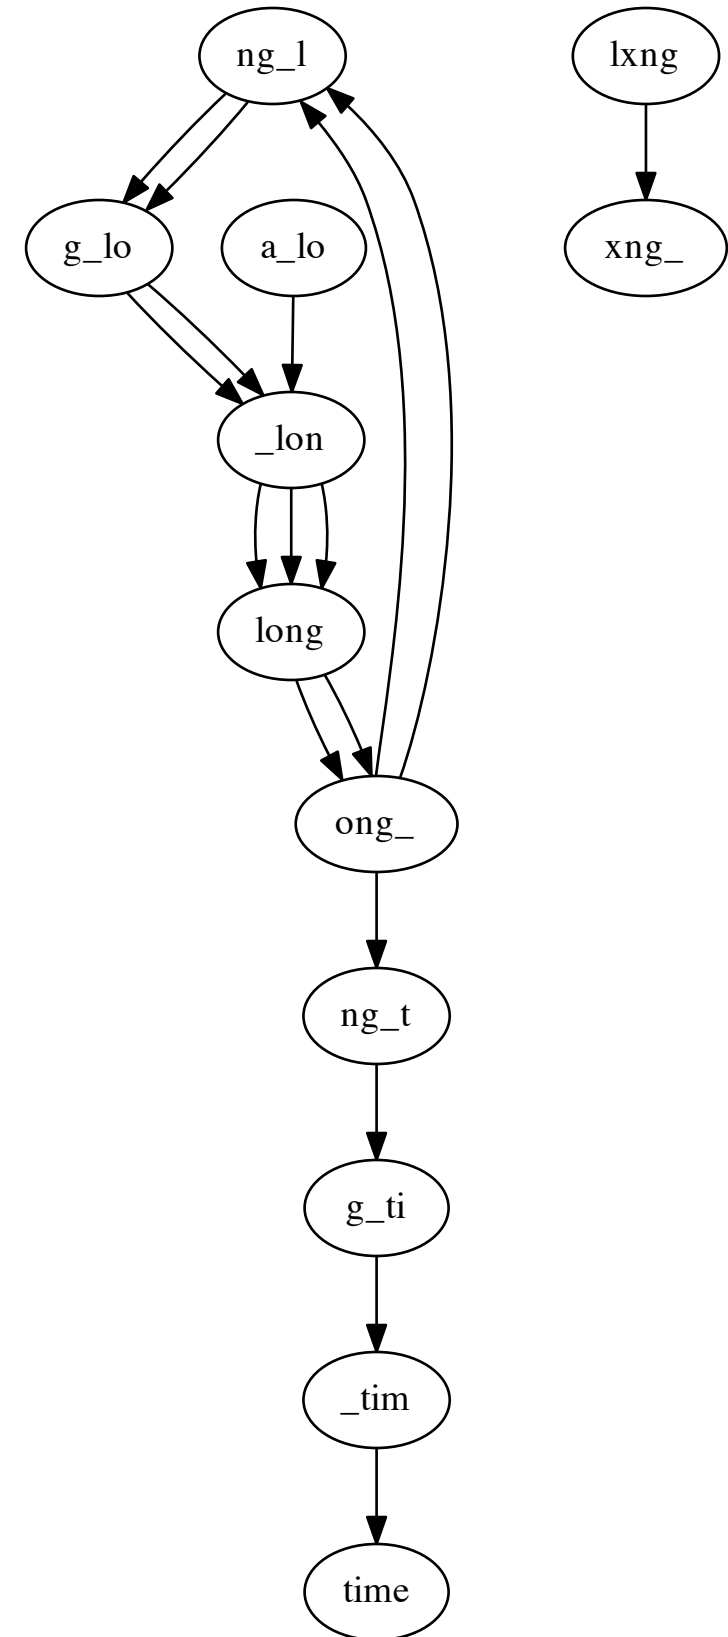 ng_l lxng
g_lo a_lo xng_
_lon
long
ong_
ng_t
g_ti
_tim
time